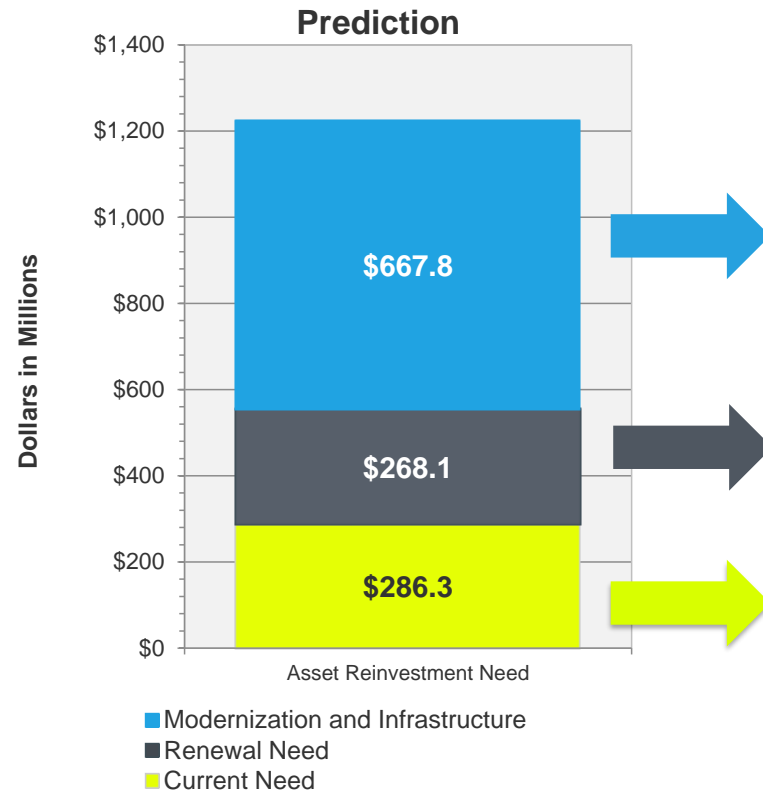 Prediction
$1,400
$1,200
$1,000
$800
$600
$400
$200
$0
Dollars in Millions
$667.8
$268.1
$286.3
Asset Reinvestment Need
Modernization and Infrastructure
Renewal Need
Current Need